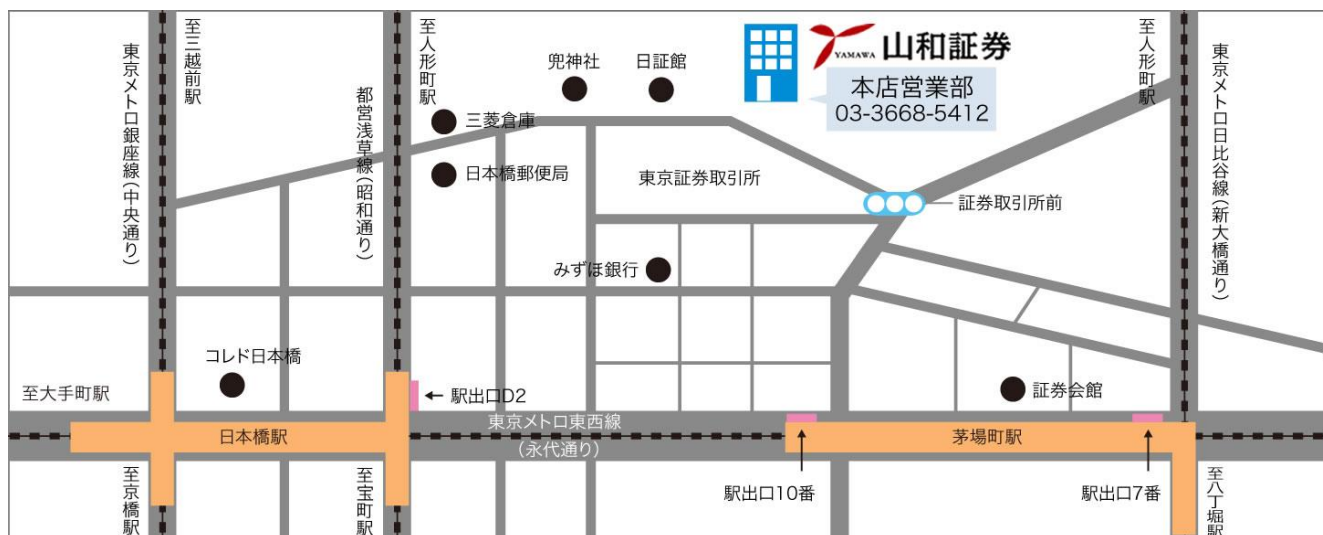 至三越前駅
東京メトロ銀座線(中央通り)
至人形町駅
都営浅草線(昭和通り)
三菱倉庫
日本橋郵便局
兜神社
日証館
YAMAWA 山和証券
本店営業部
03-3668-5412
至人形町駅
東京メトロ日比谷線(新大橋通り)
東京証券取引所
証券取引所前
みずほ銀行
コレド日本橋
至大手町駅
駅出口D2
証券会館
日本橋駅
東京メトロ東西線
(永代通り)
茅場町駅
駅出口10番
駅出口7番
至京橋駅
至宝町駅
至八丁堀駅